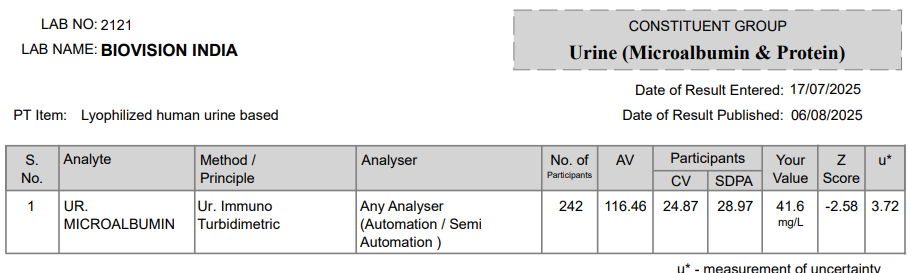 LAB NO: 2121
LAB NAME: BIOVISION INDIA
CONSTITUENT GROUP
Urine (Microalbumin & Protein)
Date of Result Entered: 17/07/2025
PT Item: Lyophilized human urine based
Date of Result Published: 06/08/2025
S. No. Analyte Method / Principle Analyser No. of Participants AV Participants CV SDPA Your Value Z Score u*
1 UR. MICROALBUMIN Ur. Immuno Turbidimetric Any Analyser (Automation / Semi Automation ) 242 116.46 24.87 28.97 41.6 mg/L -2.58 3.72
u* - measurement of uncertainty